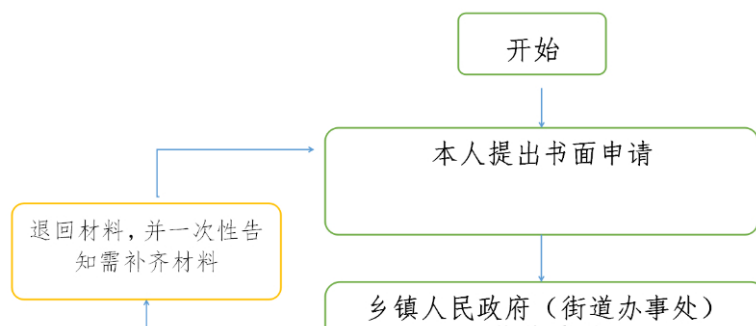 开始
本人提出书面申请
退回材料，并一次性告
知需补齐材料
乡镇人民政府（街道办事处）